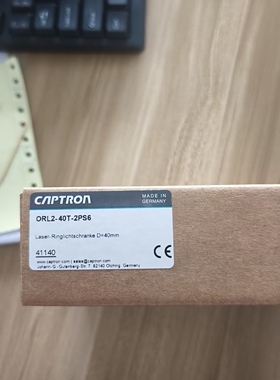 CAPTRON
MADE IN
GERMANY
ORL2-40T-2PS6
Laser-Ringlichtschranke D=40mm
41140
www.captron.com | sales@captron.com
Johann-G.-Gutenberg-Str. 7, 82140 Olching, Germany
CE